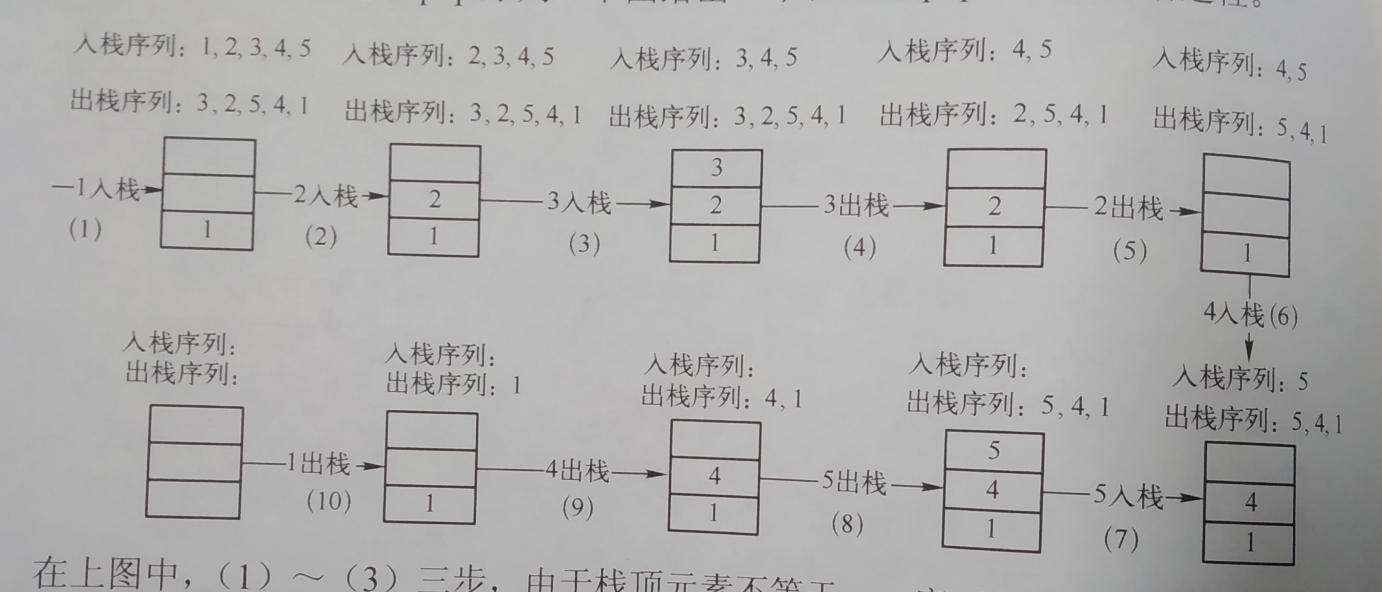 入栈序列：1,2,3,4,5 入栈序列：2,3,4,5 入栈序列：3,4,5 入栈序列：4,5 入栈序列：4,5
出栈序列：3,2,5,4,1 出栈序列：3,2,5,4,1 出栈序列：3,2,5,4,1 出栈序列：2,5,4,1 出栈序列：5,4,1
3
1入栈 2入栈 2 3入栈 2 3出栈 2 2出栈
(1) 1 (2) 1 (3) 1 (4) 1 (5) 1
4入栈(6)
入栈序列： 入栈序列： 入栈序列： 入栈序列： 入栈序列：5
出栈序列： 出栈序列：1 出栈序列：4,1 出栈序列：5,4,1 出栈序列：5,4,1
5
1出栈 4出栈 4 5出栈 4 5入栈 4
(10) 1 (9) 1 (8) 1 (7) 1
在上图中，(1)～(3)三步，由于栈顶元素不等于